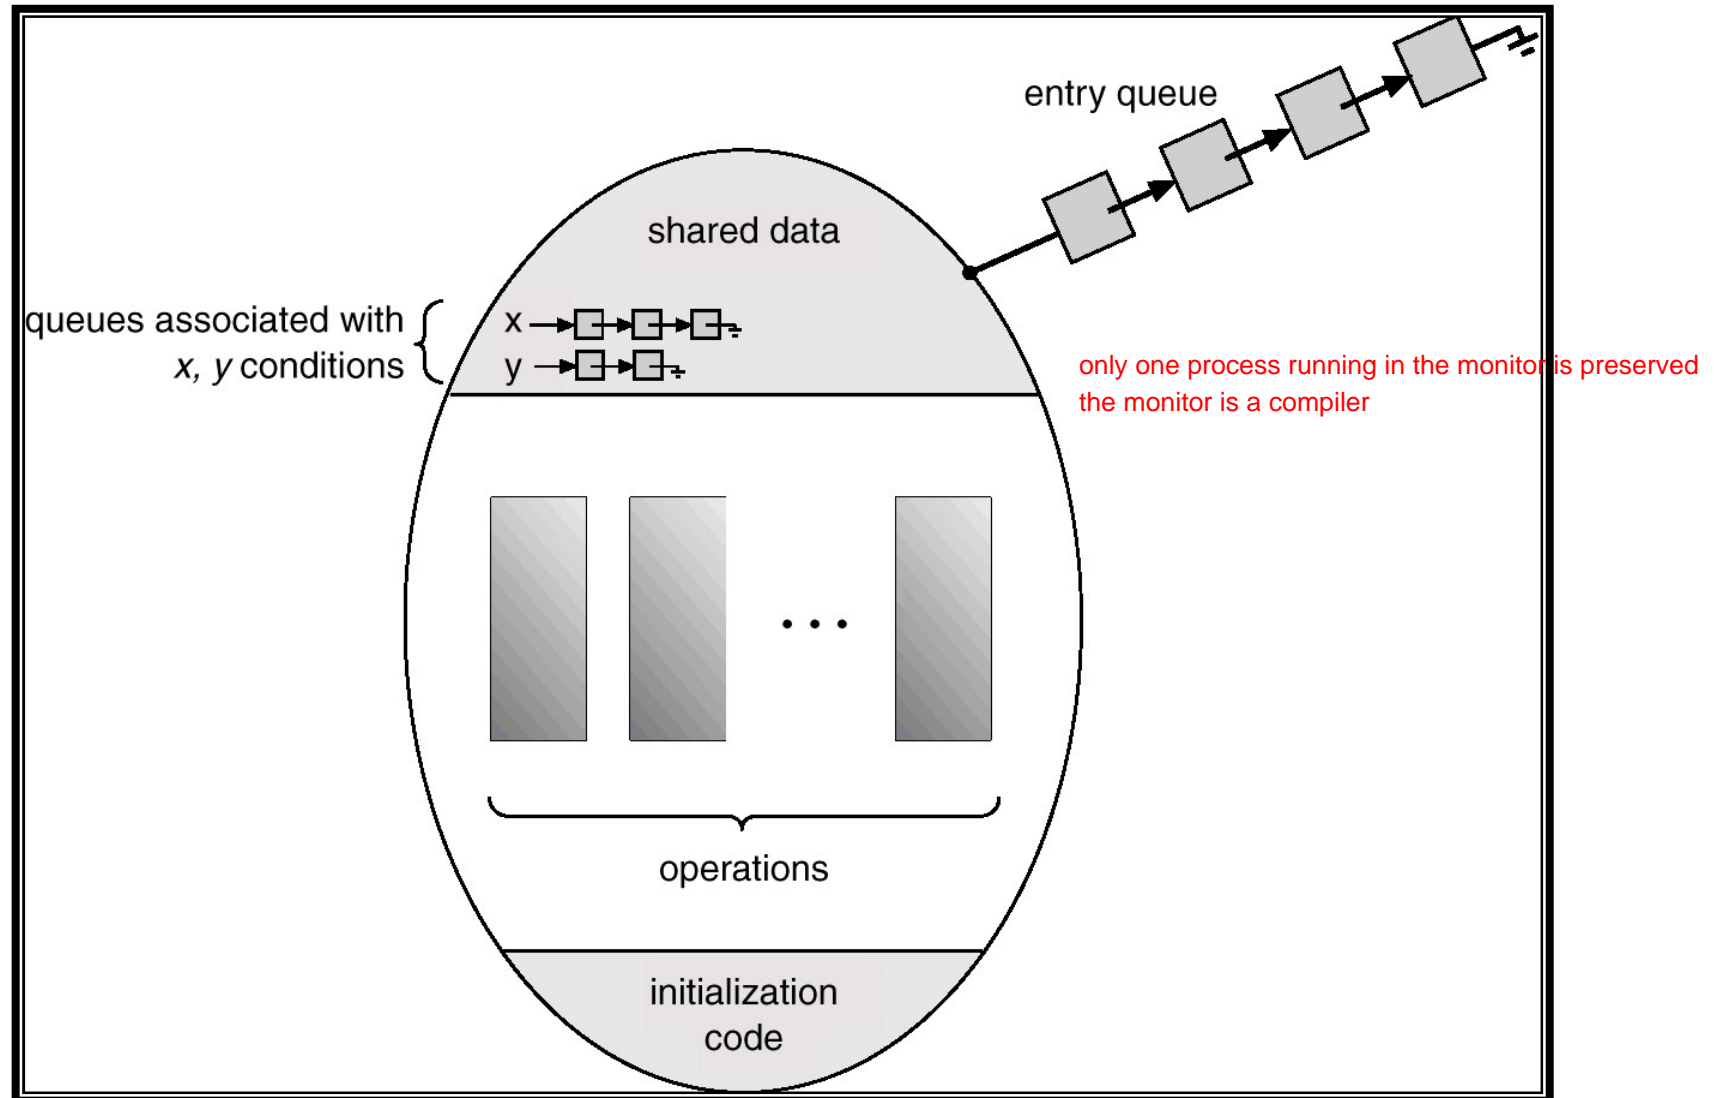 entry queue
shared data
queues associated with
x, y conditions
x
y
only one process running in the monitor is preserved
the monitor is a compiler
...
operations
initialization
code